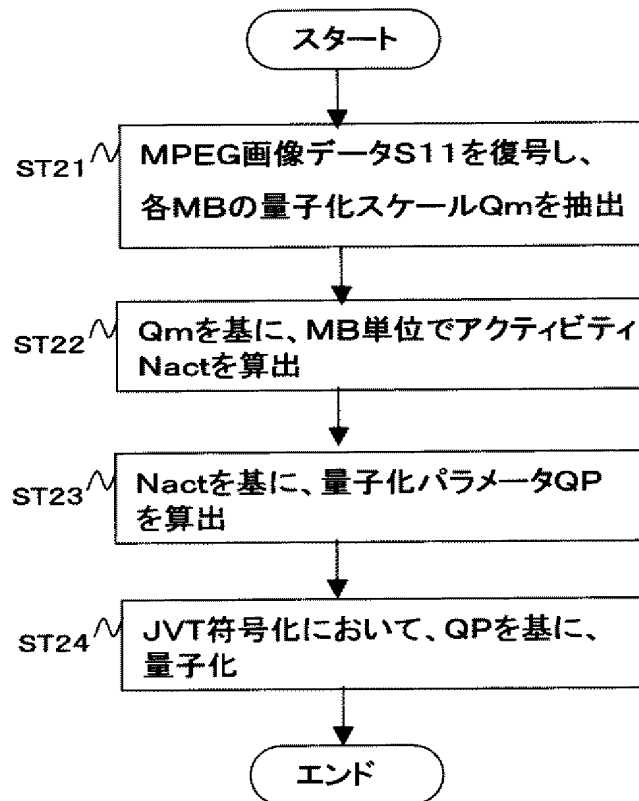 スタート
ST21
MPEG画像データS11を復号し、
各MBの量子化スケールQmを抽出
ST22
Qmを基に、MB単位でアクティビティ
Nactを算出
ST23
Nactを基に、量子化パラメータQP
を算出
ST24
JVT符号化において、QPを基に、
量子化
エンド